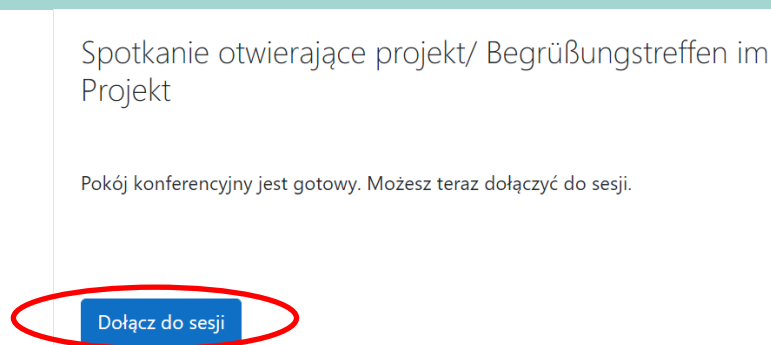 Spotkanie otwierające projekt/ Begrüßungstreffen im
Projekt
Pokój konferencyjny jest gotowy. Możesz teraz dołączyć do sesji.
Dołącz do sesji